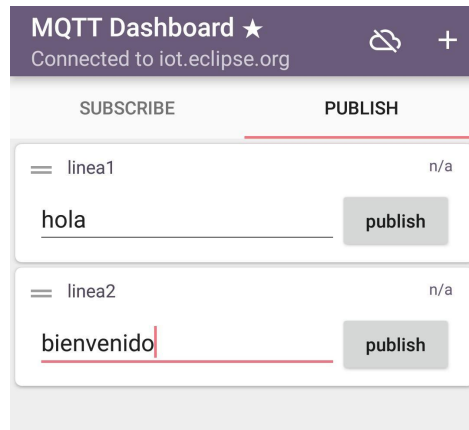 MQTT Dashboard ★
Connected to iot.eclipse.org
SUBSCRIBE PUBLISH
linea1 n/a
hola publish
linea2 n/a
bienvenido publish